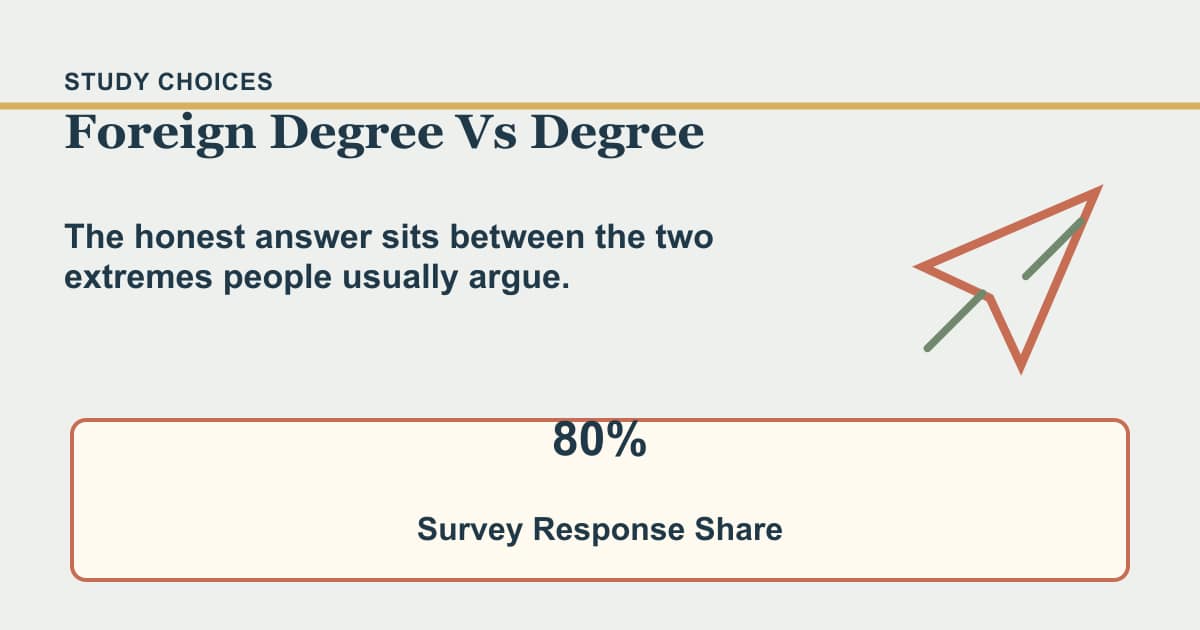 STUDY CHOICES
Foreign Degree Vs Degree
The honest answer sits between the two
extremes people usually argue.
80%
Survey Response Share